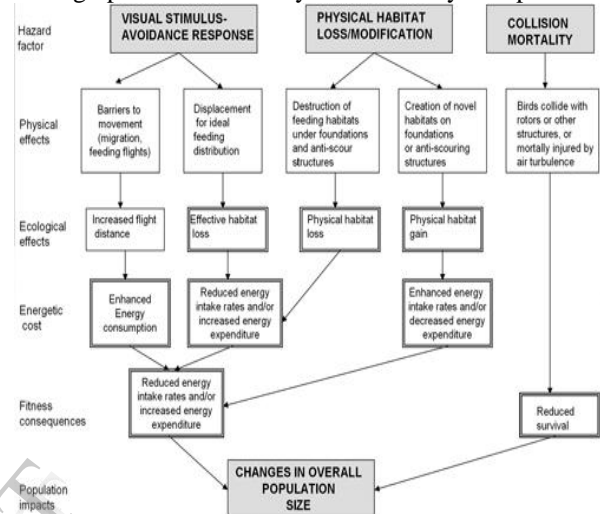 Hazard
factor
VISUAL STIMULUS-
AVOIDANCE RESPONSE
PHYSICAL HABITAT
LOSS/MODIFICATION
COLLISION
MORTALITY
Physical
effects
Barriers to
movement
(migration,
feeding flights)
Displacement
for ideal
feeding
distribution
Destruction of
feeding habitats
under foundations
and anti-scour
structures
Creation of novel
habitats on
foundations
or anti-scouring
structures
Birds collide with
rotors or other
structures, or
mortally injured by
air turbulence
Ecological
effects
Increased flight
distance
Effective habitat
loss
Physical habitat
loss
Physical habitat
gain
Energetic
cost
Enhanced
Energy
consumption
Reduced energy
intake rates and/or
increased energy
expenditure
Enhanced energy
intake rates and/or
decreased energy
expenditure
Fitness
consequences
Reduced energy
intake rates and/or
increased energy
expenditure
Reduced
survival
Population
impacts
CHANGES IN OVERALL
POPULATION
SIZE